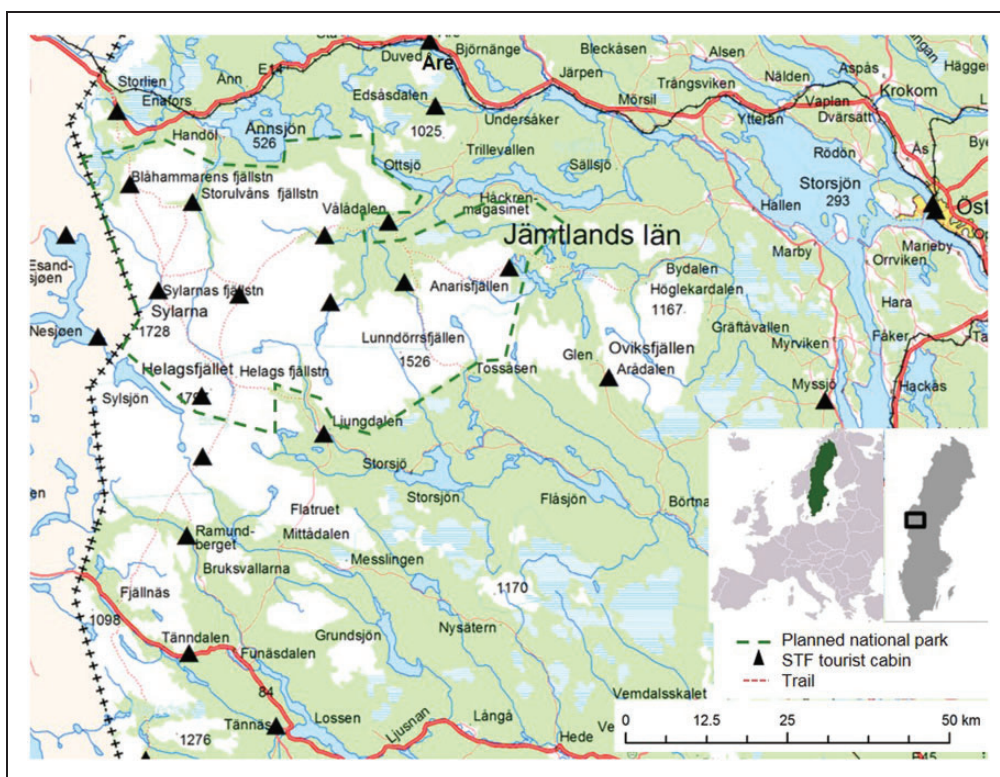 Storlien
Enafors
Ånn
E14
Duved
Åre
Björnänge
Bleckåsen
Alsen
Nälden
Aspås
Krokom
Trångsviken
Järpen
Mörsil
Vaplan
Dvärsätt
Ytterån
Rödön
Ås
Edsåsdalen
1025
Undersåker
Handöl
Annsjön
526
Ottsjö
Trillevallen
Sällsjö
Storsjön
293
Hallen
Marby
Marieby
Orrviken
Blåhammarens fjällstn
Storulvåns fjällstn
Vålådalen
Håckren-
magasinet
Jämtlands län
Bydalen
Höglekardalen
1167
Hara
Esand-
sjøen
Nesjøen
Sylarnas fjällstn
Sylarna
1728
Anarisfjällen
Lunndörrsfjällen
1526
Gräftåvallen
Myrviken
Fåker
Glen
Oviksfjällen
Arådalen
Helagsfjället
Helags fjällstn
Tossåsen
Myssjö
Hackås
Sylsjön
Ljungdalen
Storsjö
Storsjön
Flåsjön
Flatruet
Mittådalen
Messlingen
Ramund-
berget
Bruksvallarna
Fjällnäs
1098
1170
Nysätern
Grundsjön
Tänndalen
Funäsdalen
84
Vemdalsskalet
Tännäs
Lossen
Ljusnan
Långå
Hede
1276
Planned national park
STF tourist cabin
Trail
0 12.5 25 50 km